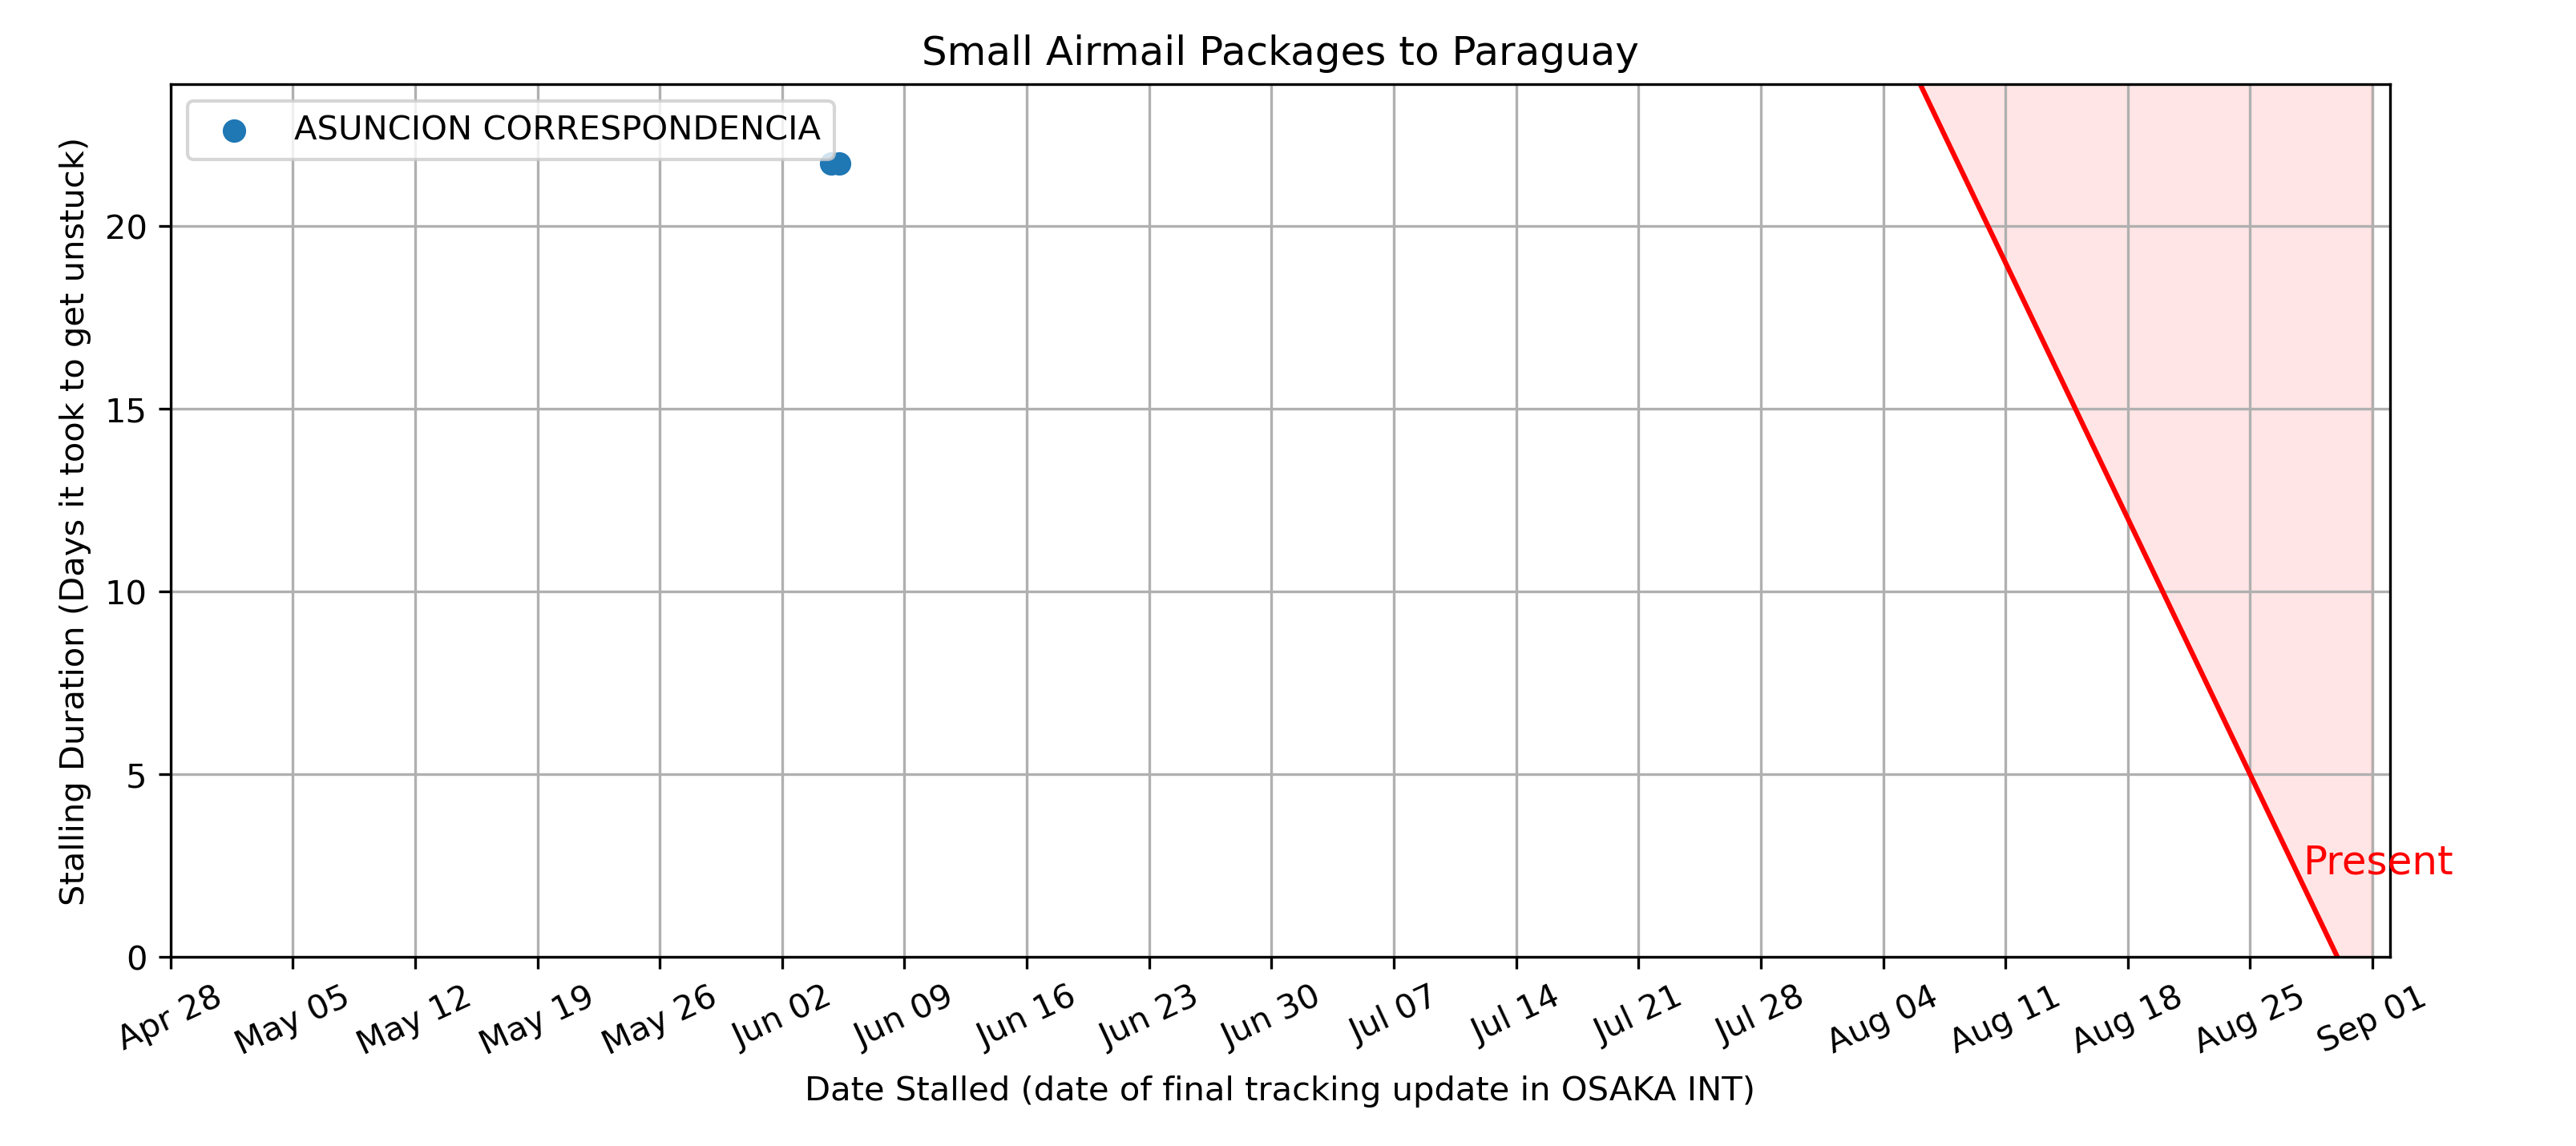 Small Airmail Packages to Paraguay
ASUNCION CORRESPONDENCIA
Stalling Duration (Days it took to get unstuck)
20
15
10
5
0
Present
Apr 28
May 05
May 12
May 19
May 26
Jun 02
Jun 09
Jun 16
Jun 23
Jun 30
Jul 07
Jul 14
Jul 21
Jul 28
Aug 04
Aug 11
Aug 18
Aug 25
Sep 01
Date Stalled (date of final tracking update in OSAKA INT)